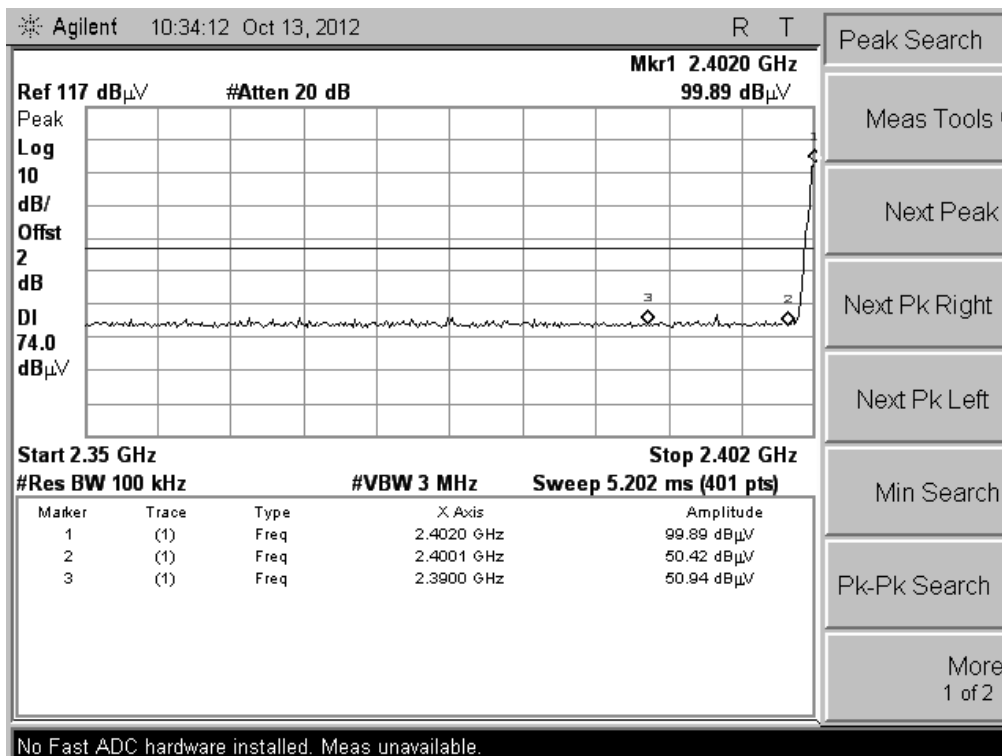 Agilent 10:34:12 Oct 13, 2012 R T
Mkr1 2.4020 GHz
Ref 117 dBµV #Atten 20 dB 99.89 dBµV
Peak
Log
10
dB/
Offst
2
dB
DI
74.0
dBµV
1
3
2
Start 2.35 GHz Stop 2.402 GHz
#Res BW 100 kHz #VBW 3 MHz Sweep 5.202 ms (401 pts)
Marker Trace Type X Axis Amplitude
1 (1) Freq 2.4020 GHz 99.89 dBµV
2 (1) Freq 2.4001 GHz 50.42 dBµV
3 (1) Freq 2.3900 GHz 50.94 dBµV
Peak Search
Meas Tools
Next Peak
Next Pk Right
Next Pk Left
Min Search
Pk-Pk Search
More
1 of 2
No Fast ADC hardware installed. Meas unavailable.